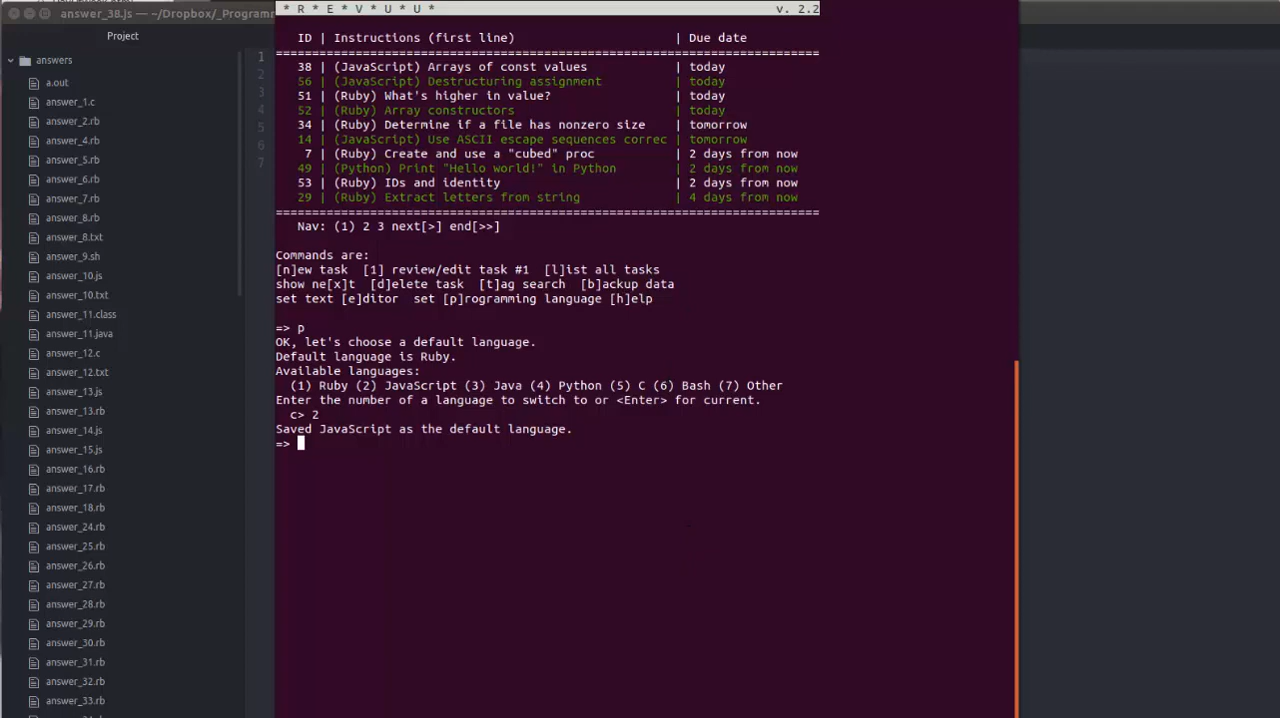 answer_38.js — ~/Dropbox/_Programm
* R * E * V * U * U * v. 2.2
Project
answers
a.out
answer_1.c
answer_2.rb
answer_4.rb
answer_5.rb
answer_6.rb
answer_7.rb
answer_8.rb
answer_8.txt
answer_9.sh
answer_10.js
answer_10.txt
answer_11.class
answer_11.java
answer_12.c
answer_12.txt
answer_13.js
answer_13.rb
answer_14.js
answer_15.js
answer_16.rb
answer_17.rb
answer_18.rb
answer_24.rb
answer_25.rb
answer_26.rb
answer_27.rb
answer_28.rb
answer_29.rb
answer_30.rb
answer_31.rb
answer_32.rb
answer_33.rb
1
2
3
4
5
6
7
ID | Instructions (first line) | Due date
===========================================================================
38 | (JavaScript) Arrays of const values | today
56 | (JavaScript) Destructuring assignment | today
51 | (Ruby) What's higher in value? | today
52 | (Ruby) Array constructors | today
34 | (Ruby) Determine if a file has nonzero size | tomorrow
14 | (JavaScript) Use ASCII escape sequences correc | tomorrow
7 | (Ruby) Create and use a "cubed" proc | 2 days from now
49 | (Python) Print "Hello world!" in Python | 2 days from now
53 | (Ruby) IDs and identity | 2 days from now
29 | (Ruby) Extract letters from string | 4 days from now
===========================================================================
Nav: (1) 2 3 next[>] end[>>]
Commands are:
[n]ew task [1] review/edit task #1 [l]ist all tasks
show ne[x]t [d]elete task [t]ag search [b]ackup data
set text [e]ditor set [p]rogramming language [h]elp
=> p
OK, let's choose a default language.
Default language is Ruby.
Available languages:
(1) Ruby (2) JavaScript (3) Java (4) Python (5) C (6) Bash (7) Other
Enter the number of a language to switch to or <Enter> for current.
c> 2
Saved JavaScript as the default language.
=>